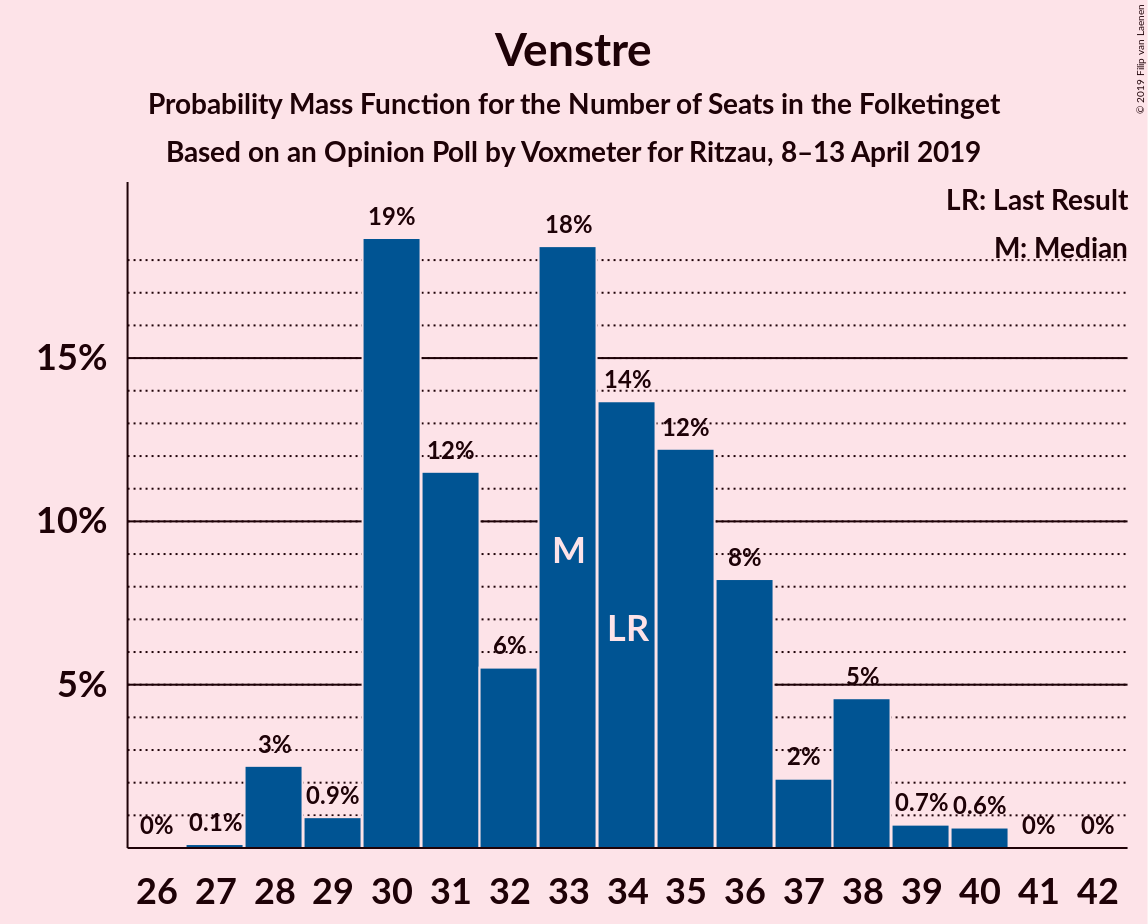 © 2019 Filip van Laenen
Venstre
Probability Mass Function for the Number of Seats in the Folketinget
Based on an Opinion Poll by Voxmeter for Ritzau, 8–13 April 2019
LR: Last Result
M: Median
15%
10%
5%
0% 0.1% 3% 0.9% 19% 12% 6% 18% 14% 12% 8% 2% 5% 0.7% 0.6% 0% 0%
M
LR
26 27 28 29 30 31 32 33 34 35 36 37 38 39 40 41 42